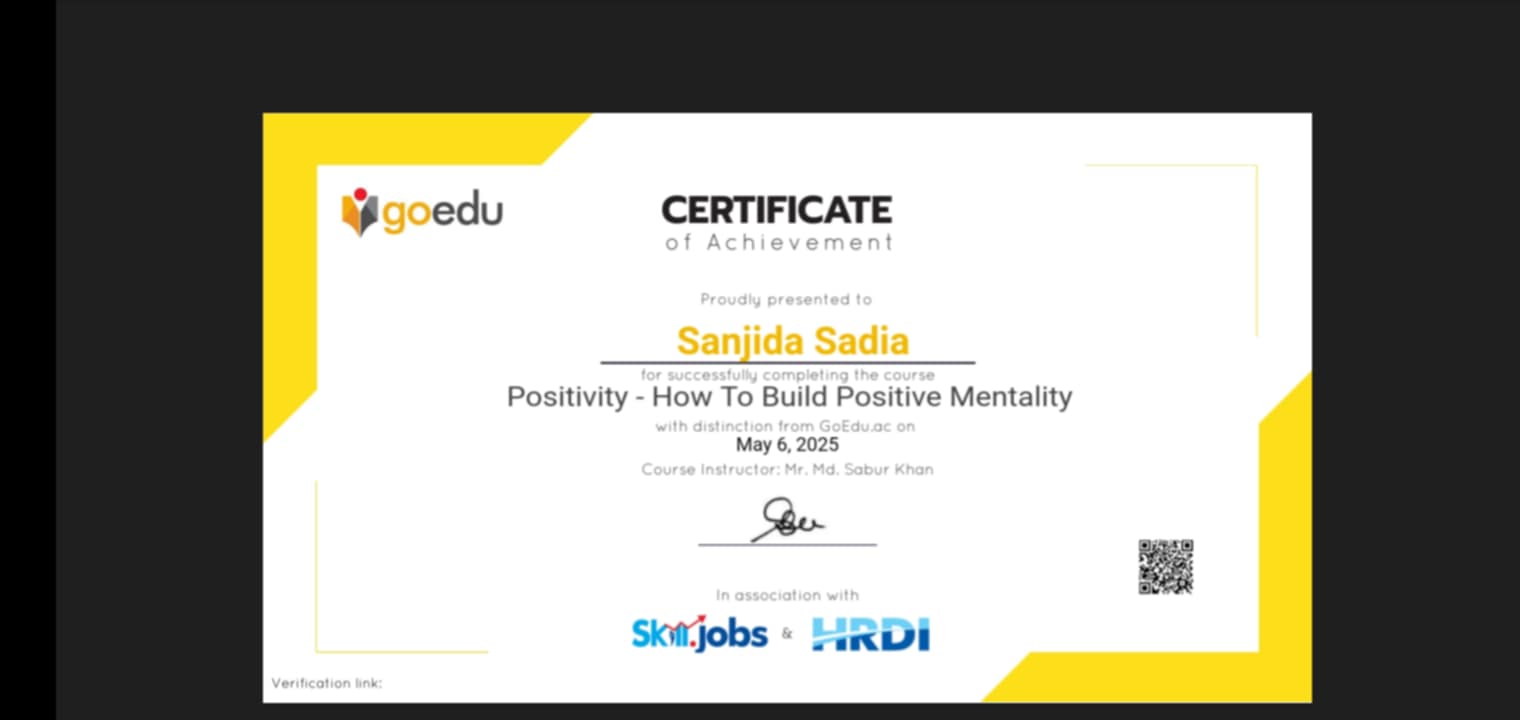 goedu
CERTIFICATE
of Achievement
Proudly presented to
Sanjida Sadia
for successfully completing the course
Positivity - How To Build Positive Mentality
with distinction from GoEdu.ac on
May 6, 2025
Course Instructor: Mr. Md. Sabur Khan
In association with
Skill.jobs & HRDI
Verification link: